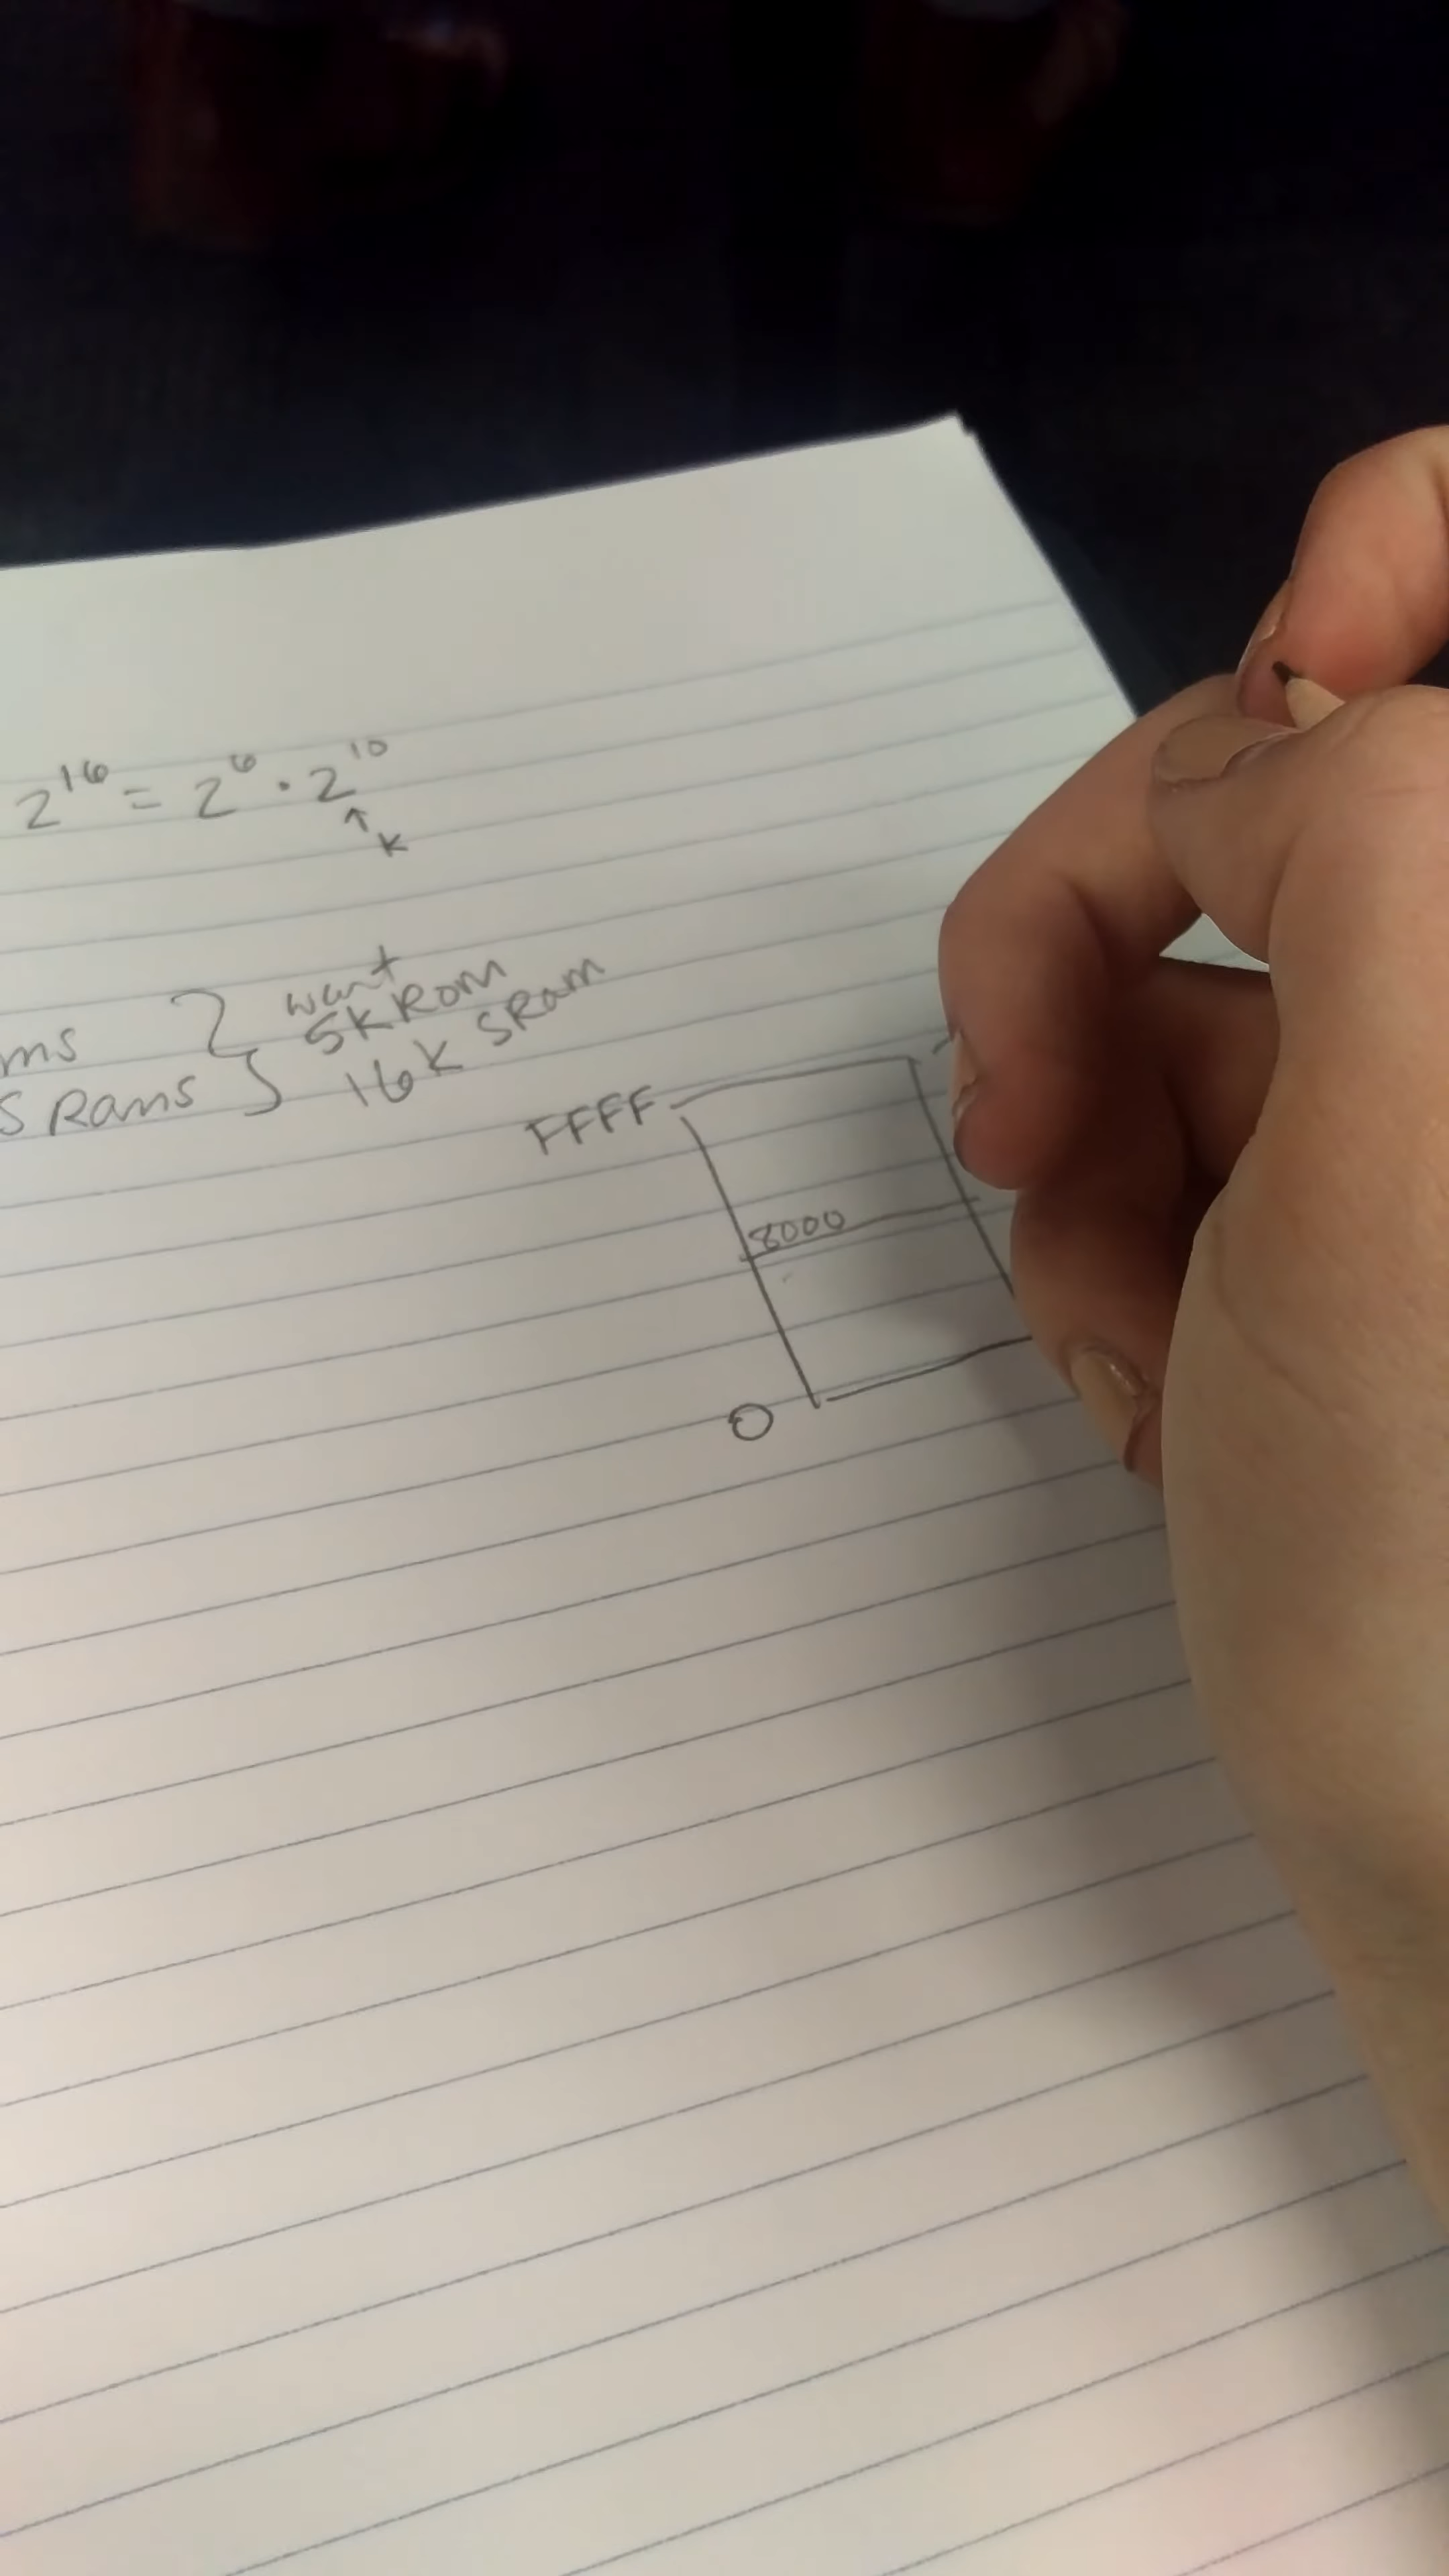 2^16 = 2^6 · 2^10
↑ K
ms } want
5K ROM
S Rams 16K SRam
FFFF
8000
0